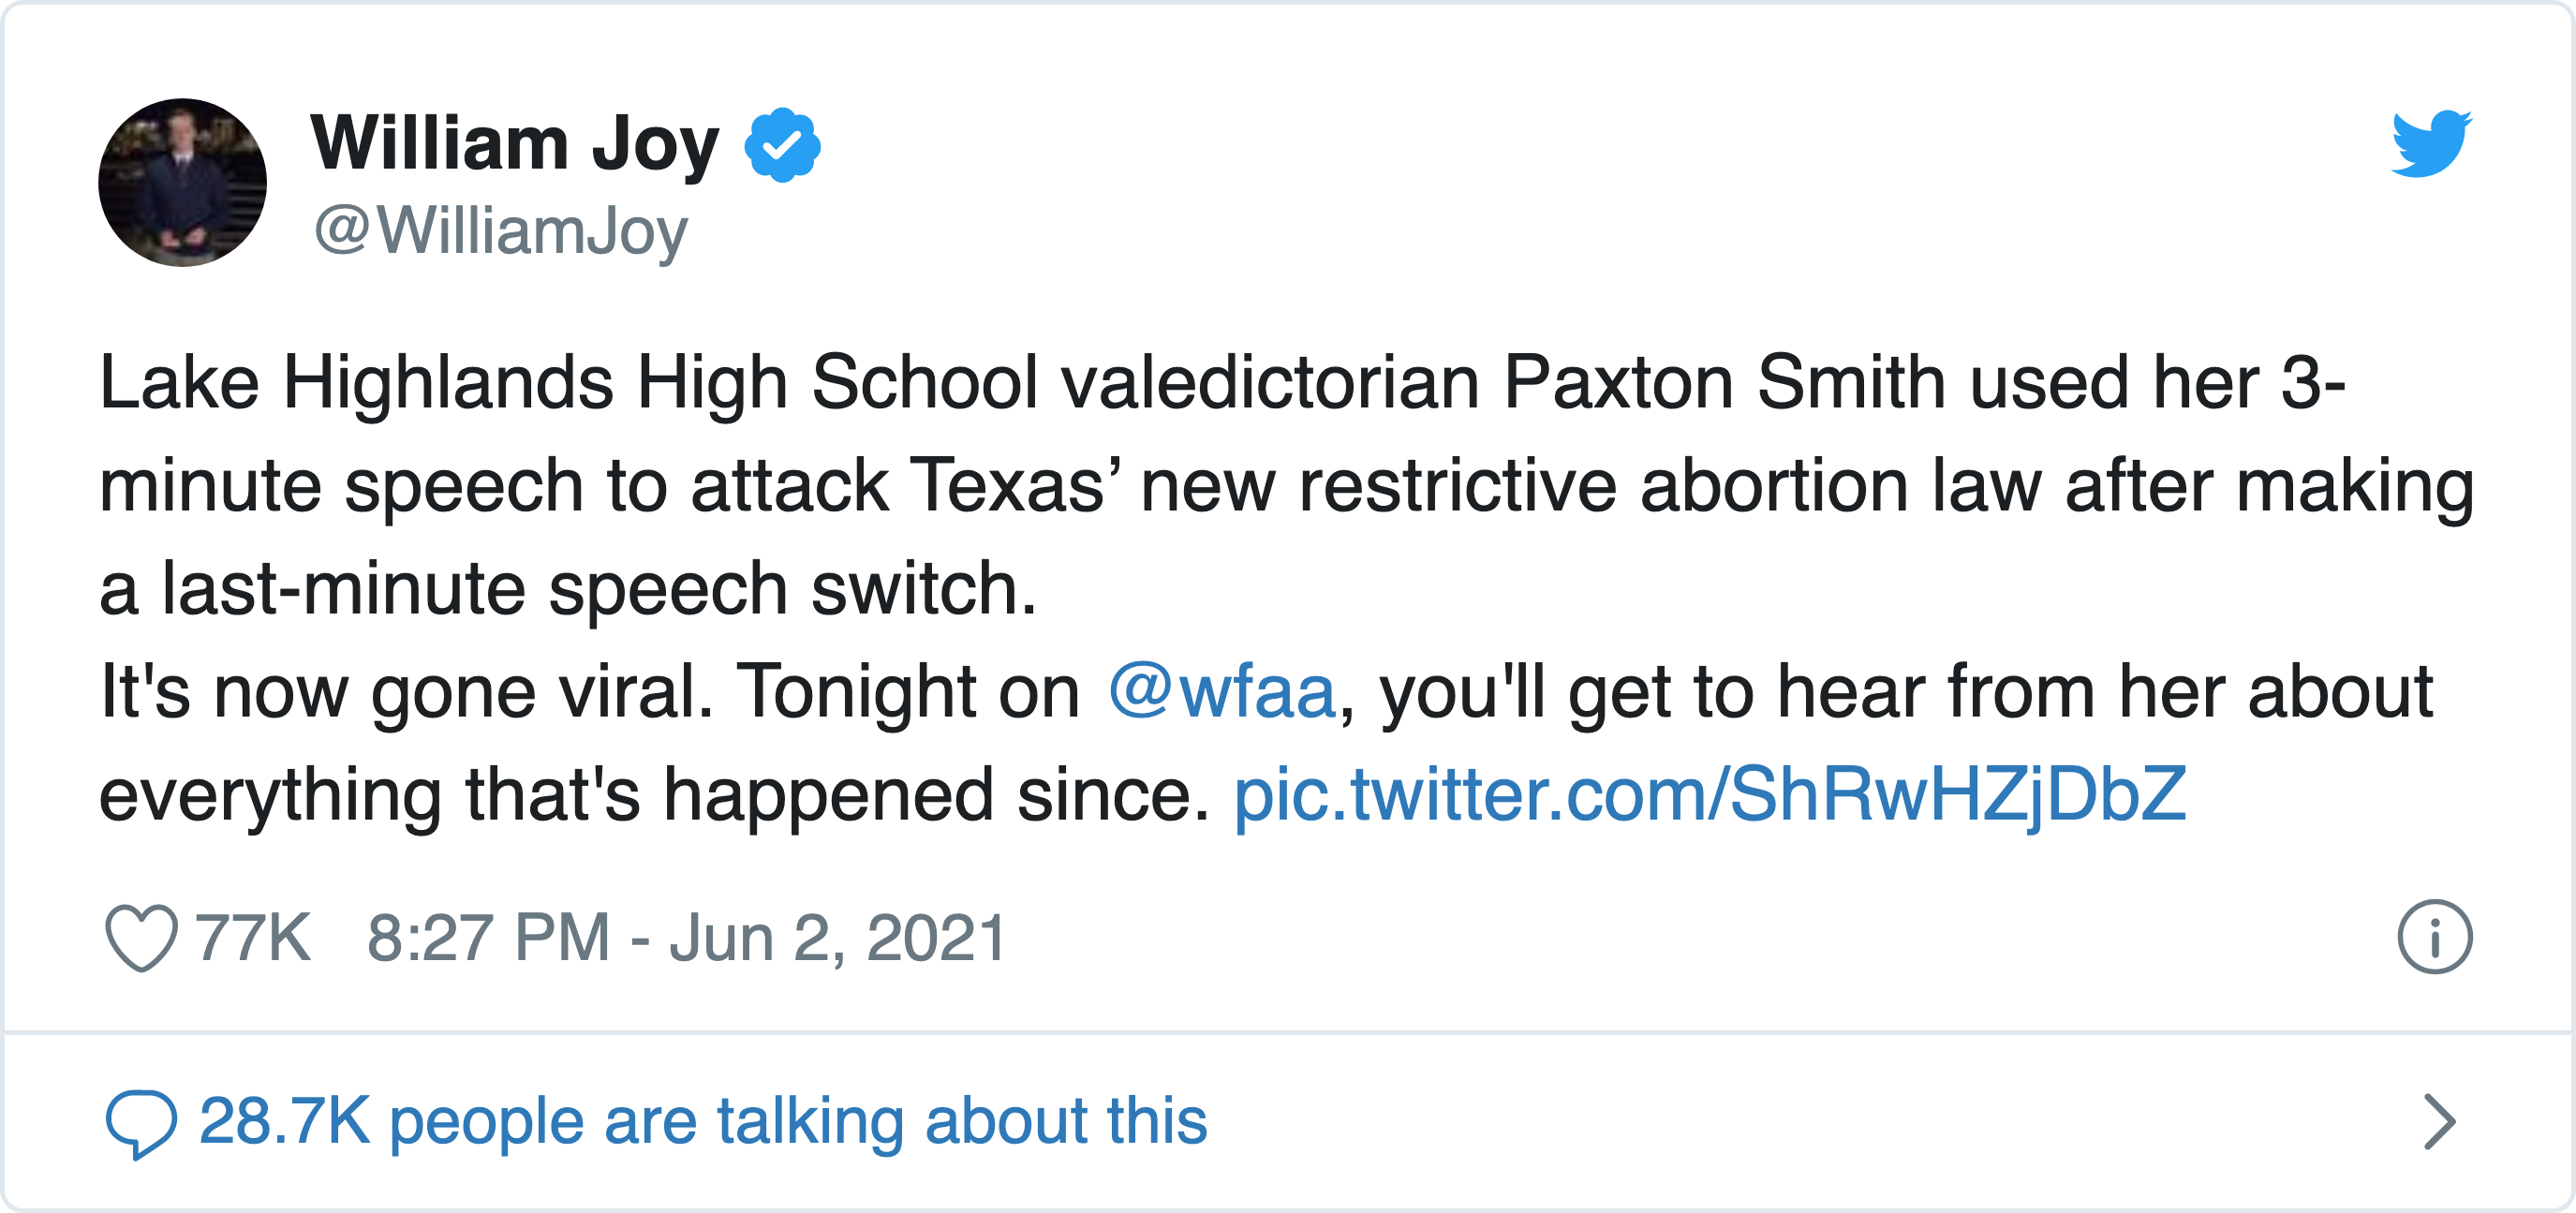 William Joy
@WilliamJoy
Lake Highlands High School valedictorian Paxton Smith used her 3-
minute speech to attack Texas’ new restrictive abortion law after making
a last-minute speech switch.
It's now gone viral. Tonight on @wfaa, you'll get to hear from her about
everything that's happened since. pic.twitter.com/ShRwHZjDbZ
77K 8:27 PM - Jun 2, 2021
28.7K people are talking about this